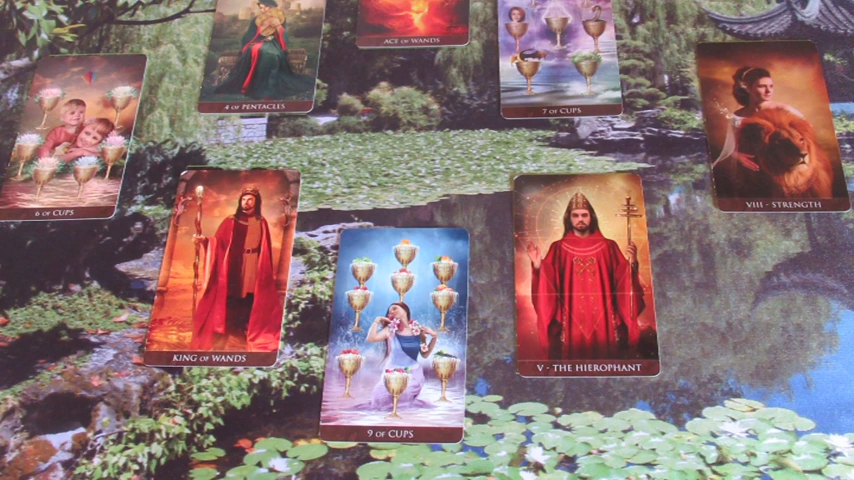 ACE OF WANDS
4 OF PENTACLES
7 OF CUPS
6 OF CUPS
VIII - STRENGTH
KING OF WANDS
V - THE HIEROPHANT
9 OF CUPS